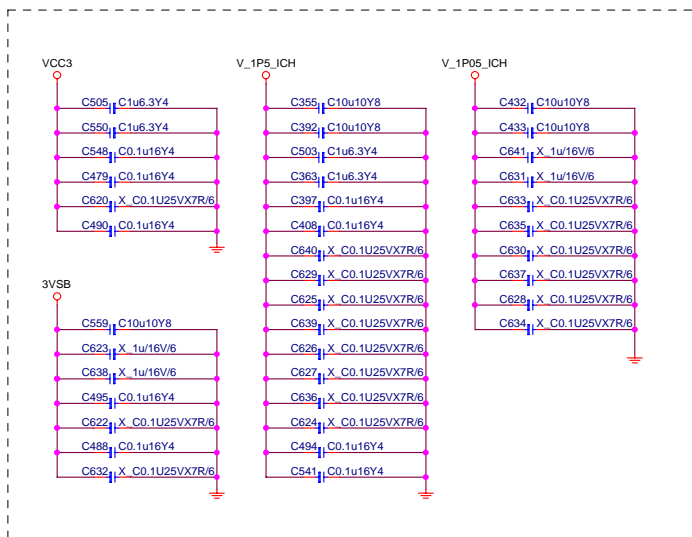 VCC3
C505 C1u6.3Y4
C550 C1u6.3Y4
C548 C0.1u16Y4
C479 C0.1u16Y4
C620 X_C0.1U25VX7R/6
C490 C0.1u16Y4
3VSB
C559 C10u10Y8
C623 X_1u/16V/6
C638 X_1u/16V/6
C495 C0.1u16Y4
C622 X_C0.1U25VX7R/6
C488 C0.1u16Y4
C632 X_C0.1U25VX7R/6
V_1P5_ICH
C355 C10u10Y8
C392 C10u10Y8
C503 C1u6.3Y4
C363 C1u6.3Y4
C397 C0.1u16Y4
C408 C0.1u16Y4
C640 X_C0.1U25VX7R/6
C629 X_C0.1U25VX7R/6
C625 X_C0.1U25VX7R/6
C639 X_C0.1U25VX7R/6
C626 X_C0.1U25VX7R/6
C627 X_C0.1U25VX7R/6
C636 X_C0.1U25VX7R/6
C624 X_C0.1U25VX7R/6
C494 C0.1u16Y4
C541 C0.1u16Y4
V_1P05_ICH
C432 C10u10Y8
C433 C10u10Y8
C641 X_1u/16V/6
C631 X_1u/16V/6
C633 X_C0.1U25VX7R/6
C635 X_C0.1U25VX7R/6
C630 X_C0.1U25VX7R/6
C637 X_C0.1U25VX7R/6
C628 X_C0.1U25VX7R/6
C634 X_C0.1U25VX7R/6